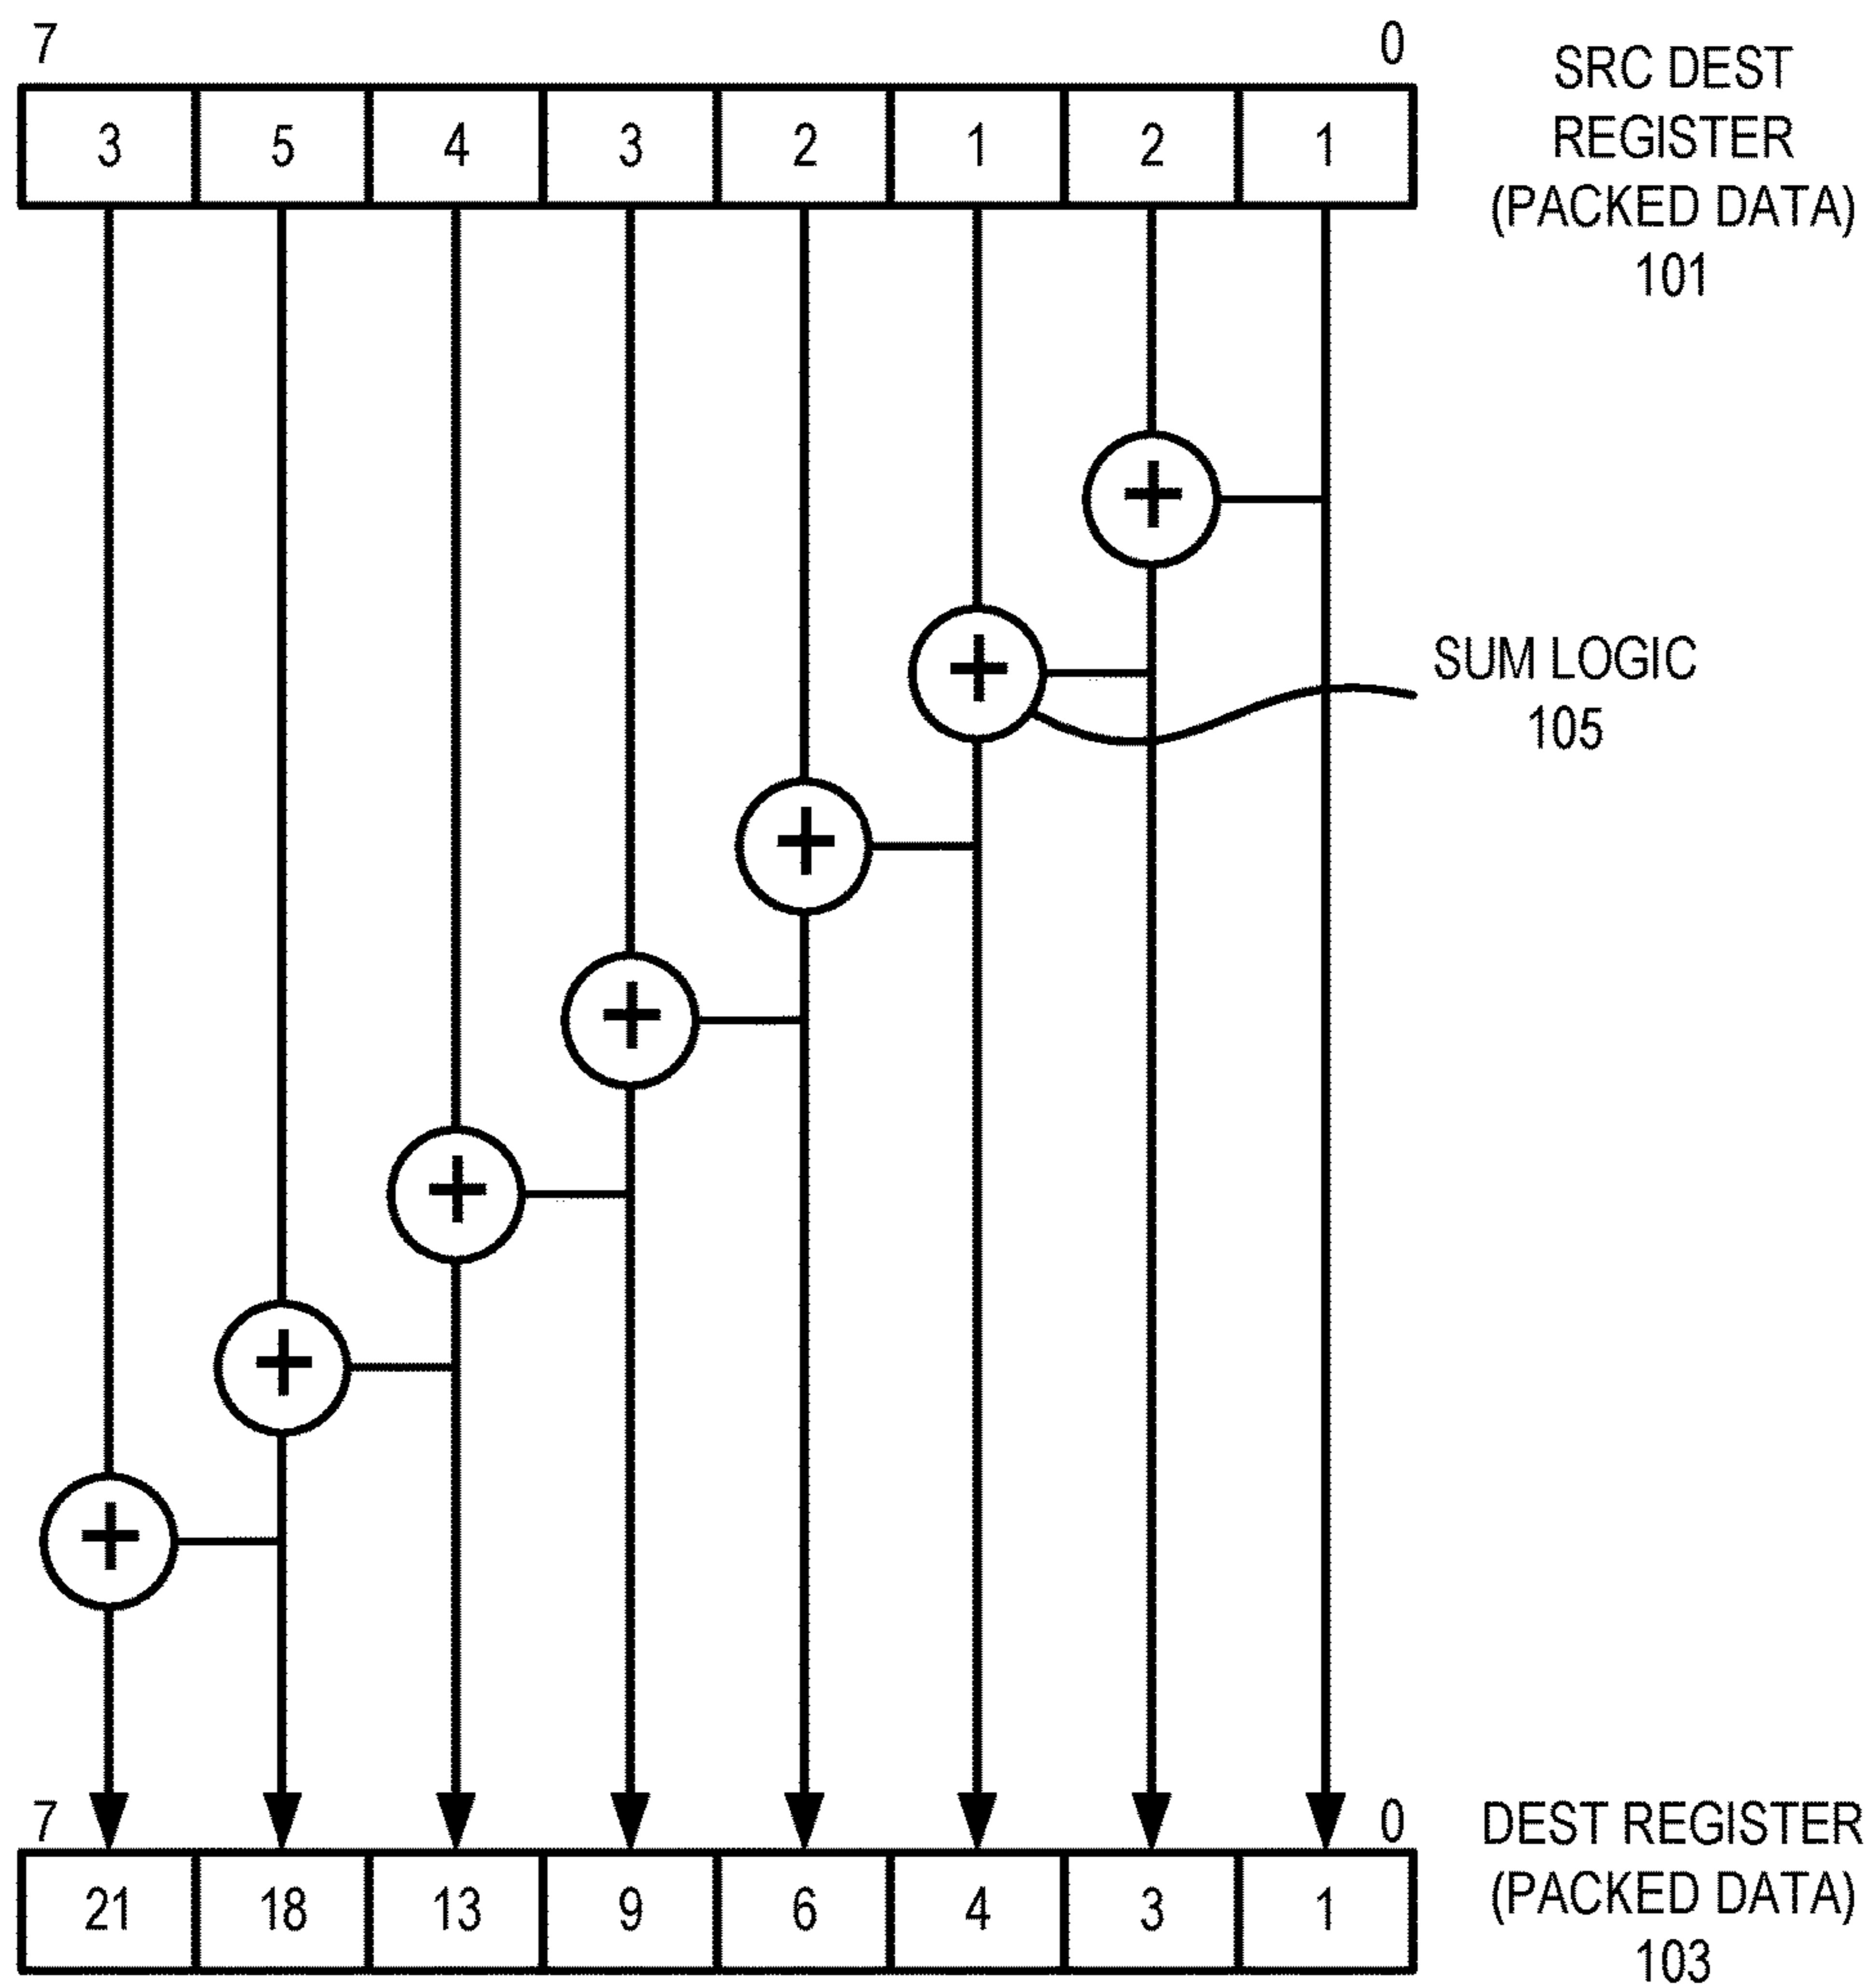 7 0
SRC DEST
REGISTER
(PACKED DATA)
101
3 5 4 3 2 1 2 1
+
+
SUM LOGIC
105
+
+
+
+
+
7 0
DEST REGISTER
(PACKED DATA)
103
21 18 13 9 6 4 3 1